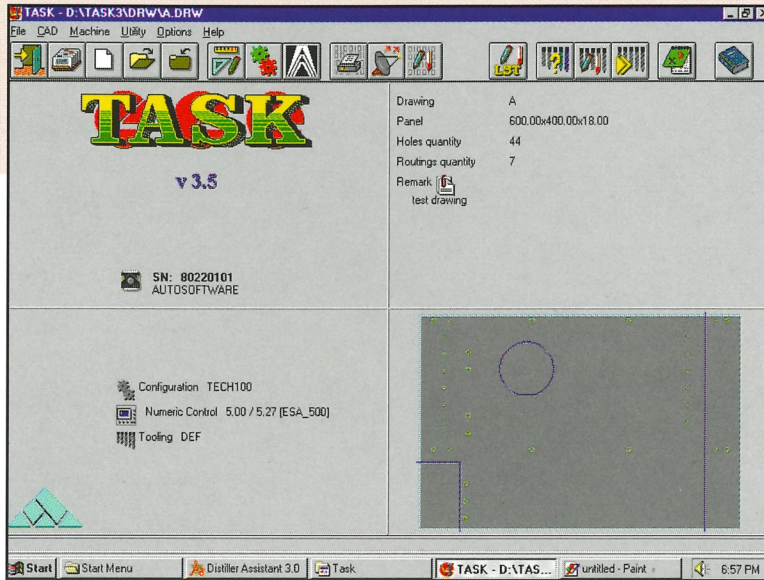 TASK - D:\TASK3\DRW\A.DRW
File CAD Machine Utility Options Help
LST
TASK
v 3.5
SN: 80220101
AUTOSOFTWARE
Drawing A
Panel 600.00x400.00x18.00
Holes quantity 44
Routings quantity 7
Remark
test drawing
Configuration TECH100
Numeric Control 5.00 / 5.27 [ESA_500]
Tooling DEF
Start Start Menu Distiller Assistant 3.0 Task TASK - D:\TAS... untitled - Paint 6:57 PM